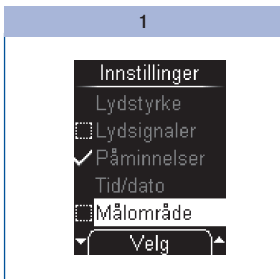 1
Innstillinger
Lydstyrke
Lydsignaler
Påminnelser
Tid/dato
Målområde
Velg